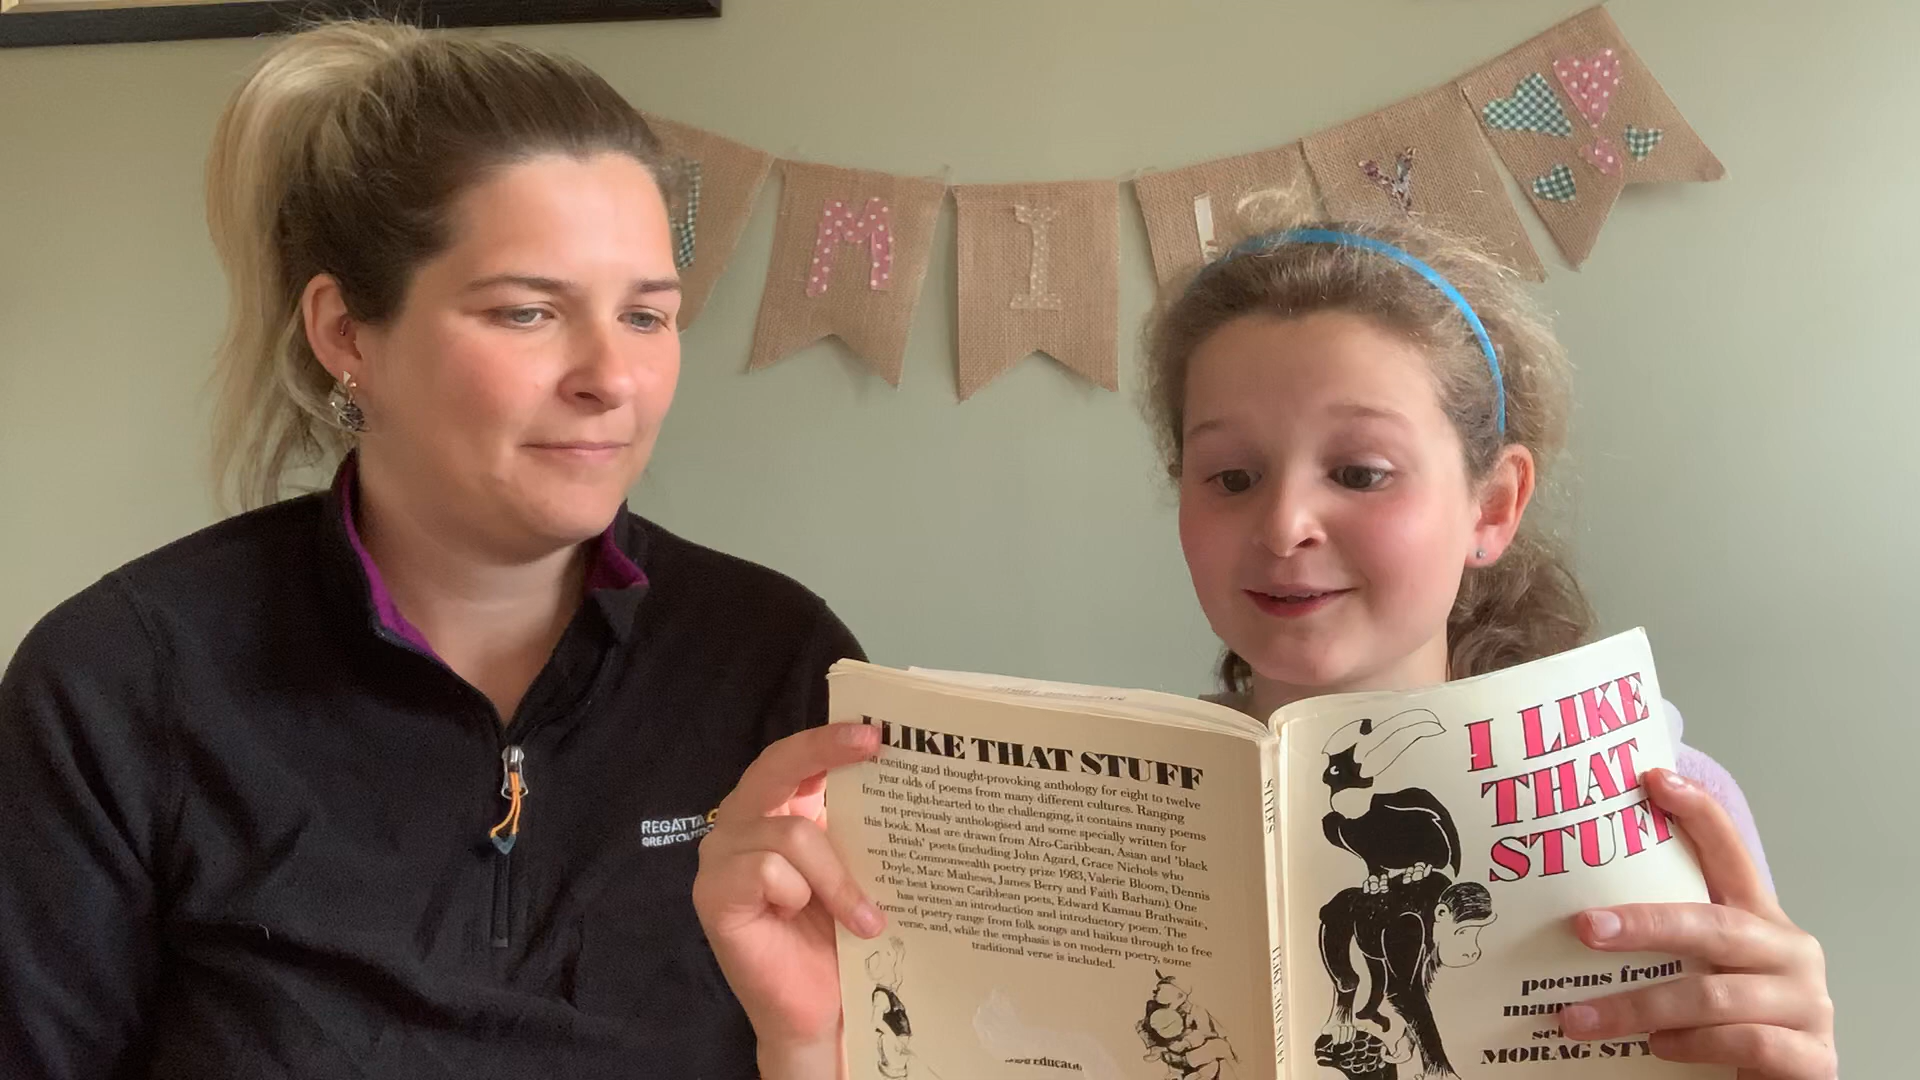 M I L Y
REGATTA
GREAT OUTDOORS
I LIKE THAT STUFF
An exciting and thought-provoking anthology for eight to twelve
year olds of poems from many different cultures. Ranging
from the light-hearted to the challenging, it contains many poems
not previously anthologised and some specially written for
this book. Most are drawn from Afro-Caribbean, Asian and 'black
British' poets (including John Agard, Grace Nichols who
won the Commonwealth poetry prize 1983, Valerie Bloom, Dennis
Doyle, Marc Mathews, James Berry and Faith Barham). One
of the best known Caribbean poets, Edward Kamau Brathwaite,
has written an introduction and introductory poem. The
forms of poetry range from folk songs and haikus through to free
verse, and, while the emphasis is on modern poetry, some
traditional verse is included.
STYLES
I LIKE THAT STUFF
I LIKE
THAT
STUFF
poems from
MORAG